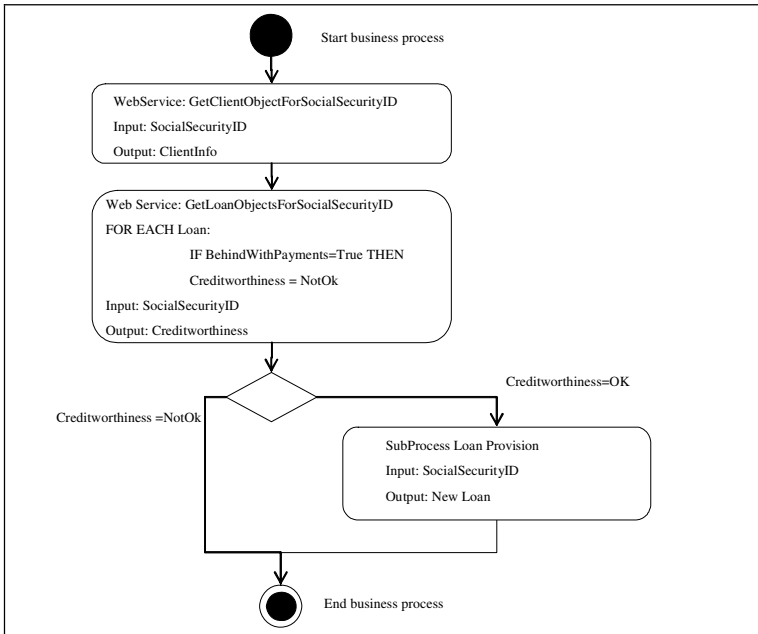 Start business process
WebService: GetClientObjectForSocialSecurityID
Input: SocialSecurityID
Output: ClientInfo
Web Service: GetLoanObjectsForSocialSecurityID
FOR EACH Loan:
IF BehindWithPayments=True THEN
Creditworthiness = NotOk
Input: SocialSecurityID
Output: Creditworthiness
Creditworthiness=OK
Creditworthiness =NotOk
SubProcess Loan Provision
Input: SocialSecurityID
Output: New Loan
End business process